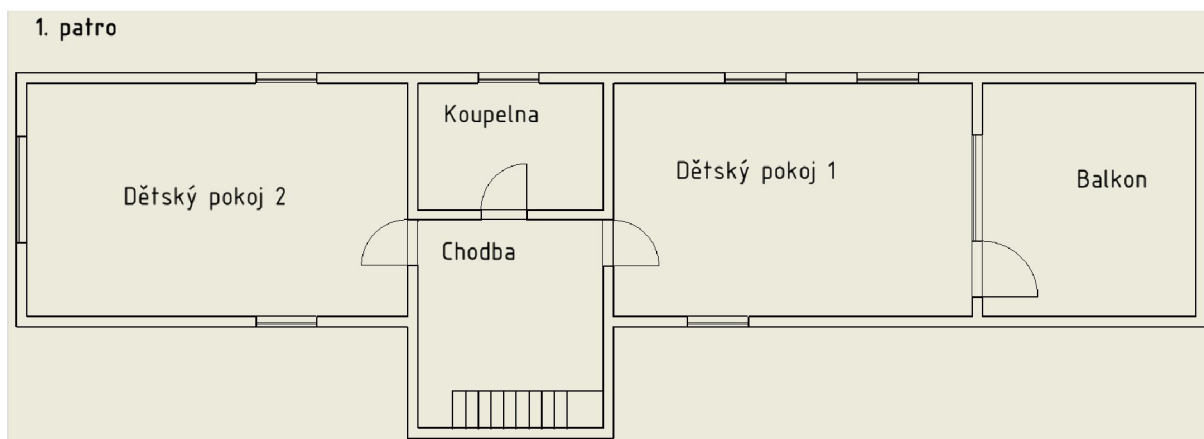 1. patro
Koupelna
Dětský pokoj 1
Balkon
Dětský pokoj 2
Chodba